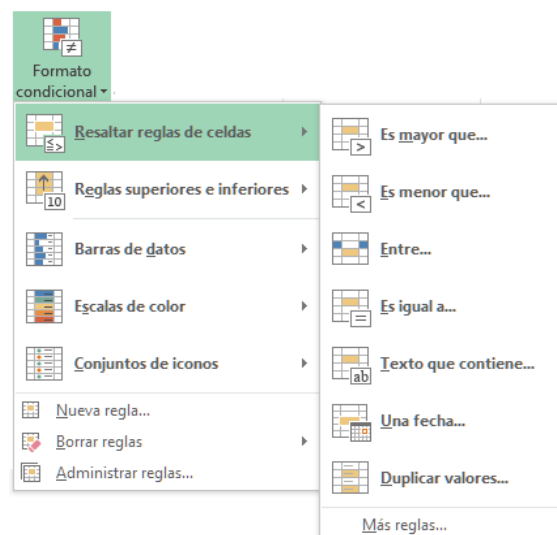 Formato
condicional
Resaltar reglas de celdas
Reglas superiores e inferiores
10
Barras de datos
Escalas de color
Conjuntos de iconos
Nueva regla...
Borrar reglas
Administrar reglas...
Es mayor que...
Es menor que...
Entre...
Es igual a...
Texto que contiene...
ab
Una fecha...
Duplicar valores...
Más reglas...